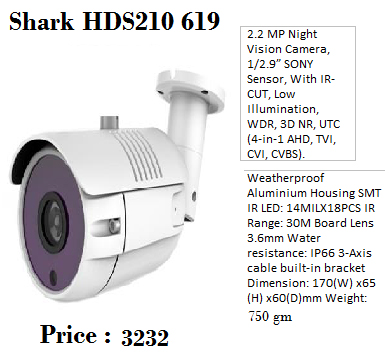 Shark HDS210 619
2.2 MP Night
Vision Camera,
1/2.9” SONY
Sensor, With IR-
CUT, Low
Illumination,
WDR, 3D NR, UTC
(4-in-1 AHD, TVI,
CVI, CVBS).
Weatherproof
Aluminium Housing SMT
IR LED: 14MILX18PCS IR
Range: 30M Board Lens
3.6mm Water
resistance: IP66 3-Axis
cable built-in bracket
Dimension: 170(W) x65
(H) x60(D)mm Weight:
750 gm
Price : 3232